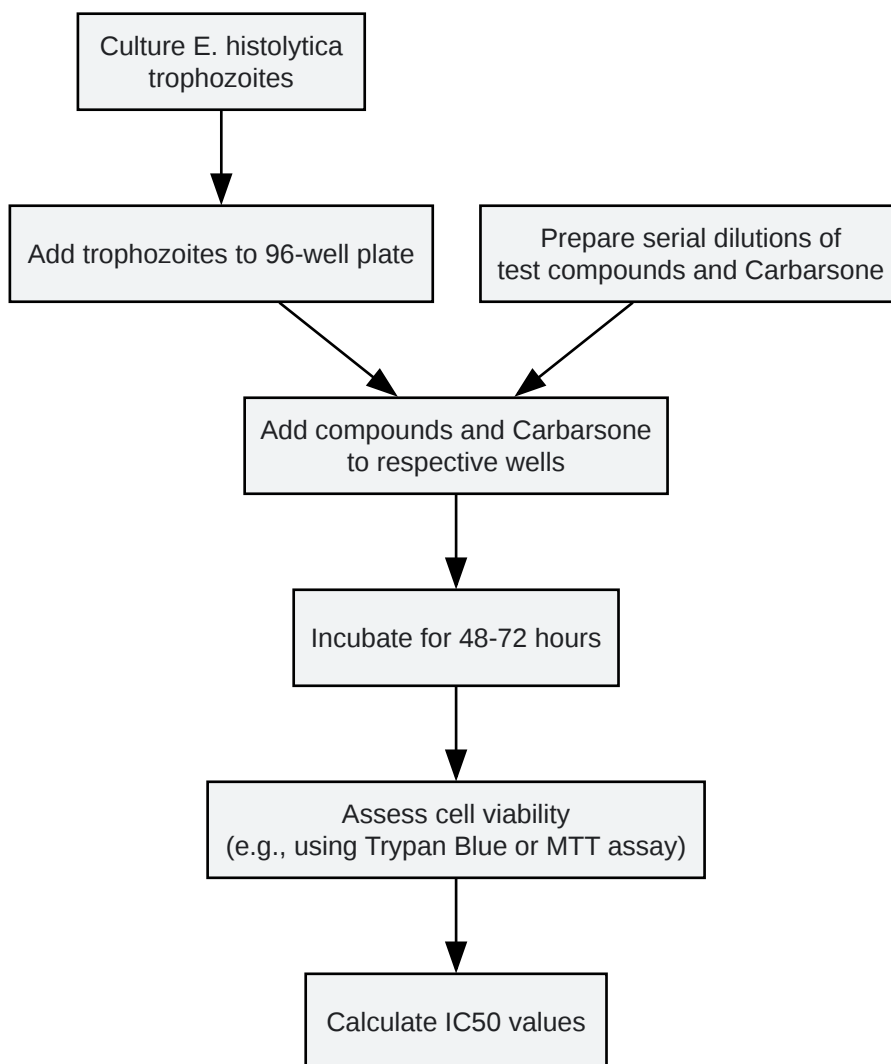 Culture E. histolytica
trophozoites
Add trophozoites to 96-well plate
Prepare serial dilutions of
test compounds and Carbarsone
Add compounds and Carbarsone
to respective wells
Incubate for 48-72 hours
Assess cell viability
(e.g., using Trypan Blue or MTT assay)
Calculate IC50 values